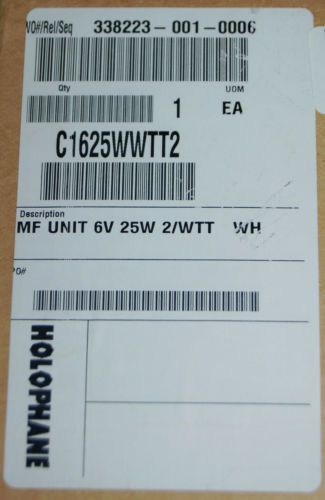 WO#/Rel/Seq 338223-001-0006
Qty UOM
1 EA
C1625WWTT2
Description
MF UNIT 6V 25W 2/WTT WH
PO#
HOLOPHANE